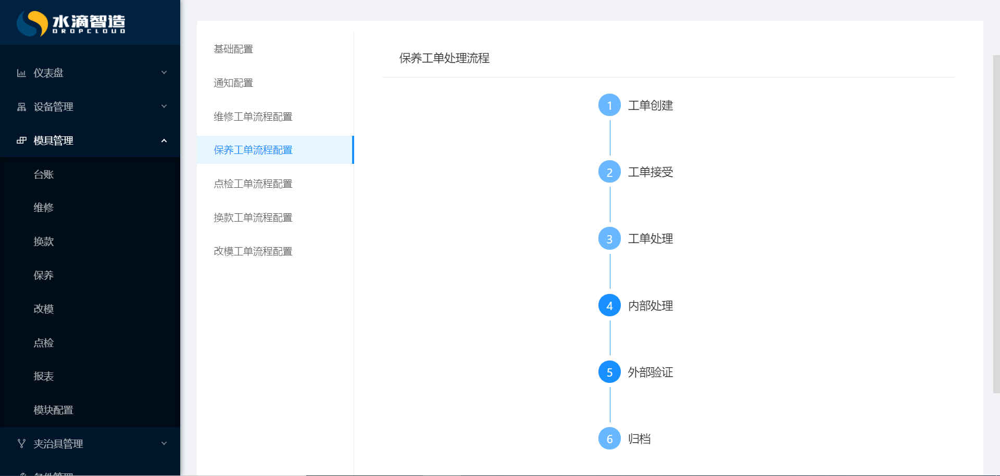 水滴智造
DROPCLOUD
仪表盘
设备管理
模具管理
台账
维修
换款
保养
改模
点检
报表
模块配置
夹治具管理
基础配置
通知配置
维修工单流程配置
保养工单流程配置
点检工单流程配置
换款工单流程配置
改模工单流程配置
保养工单处理流程
1 工单创建
2 工单接受
3 工单处理
4 内部处理
5 外部验证
6 归档